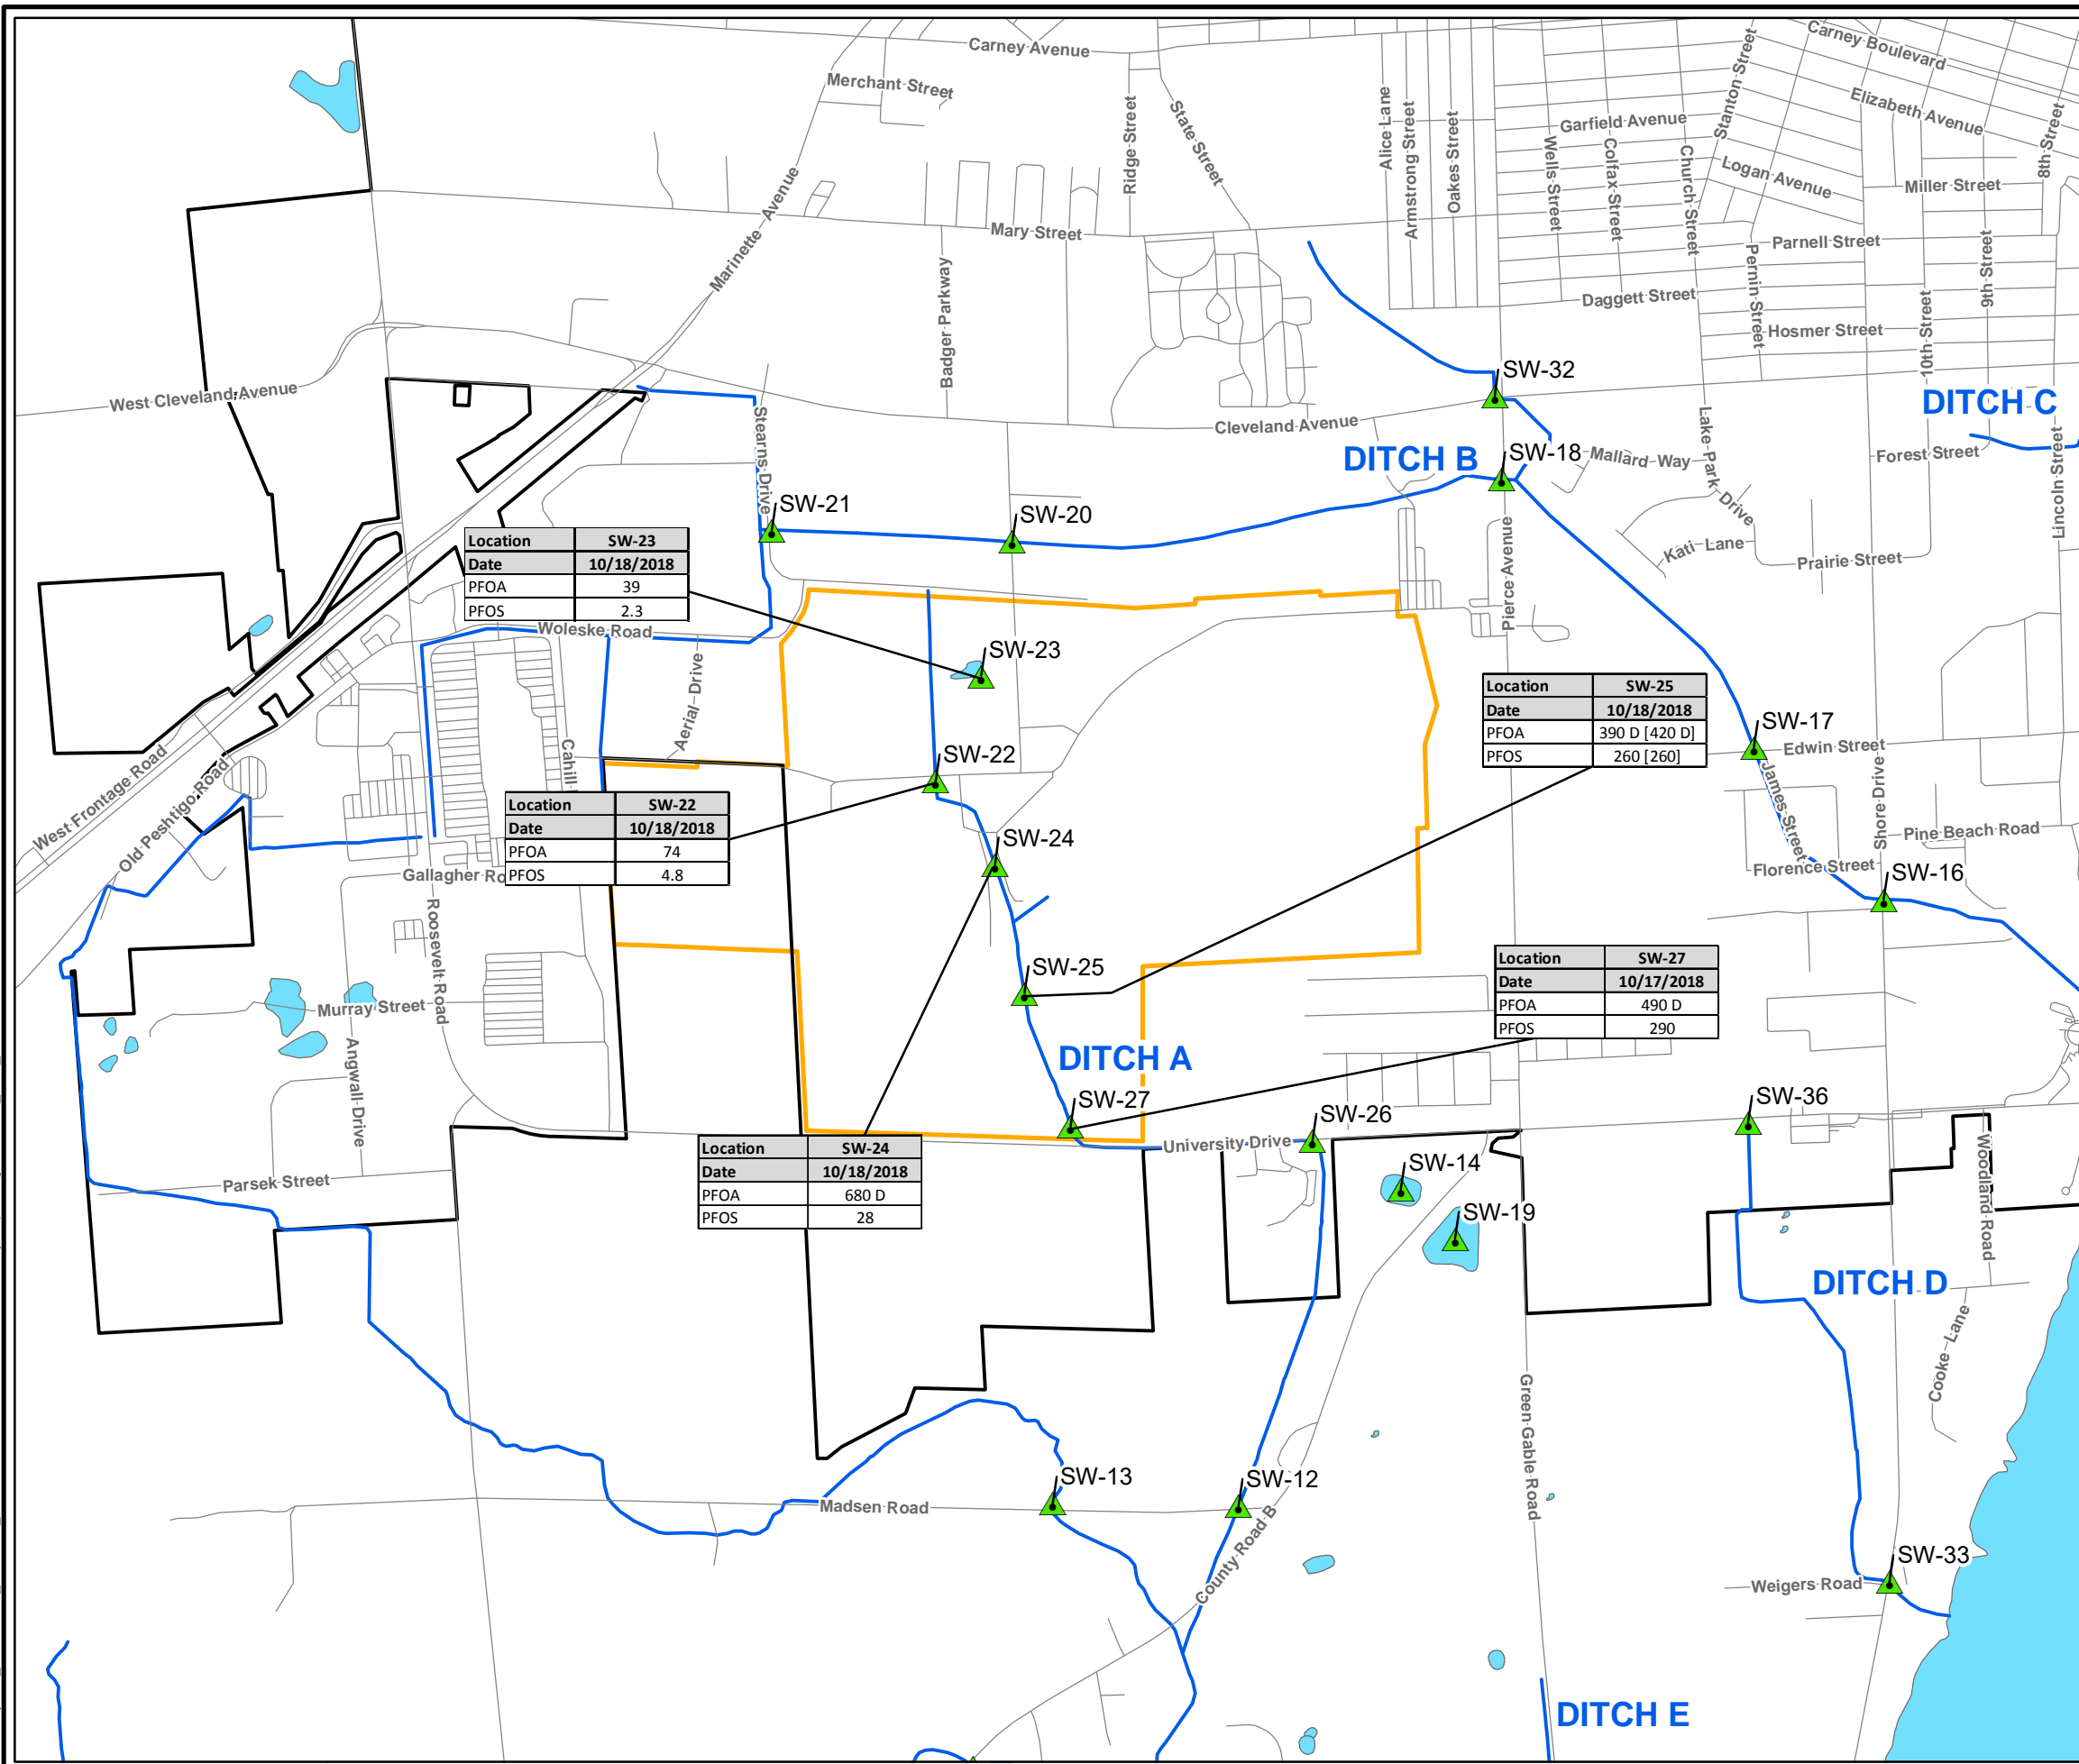 Carney Avenue
Carney Boulevard
Merchant Street
Elizabeth Avenue
Stanton Street
8th Street
Ridge Street
State Street
Alice Lane
Armstrong Street
Oakes Street
Garfield Avenue
Wells Street
Colfax Street
Church Street
Logan Avenue
Miller Street
Marinette Avenue
Mary Street
Parnell Street
Pernin Street
9th Street
Daggett Street
Hosmer Street
10th Street
Badger Parkway
West Cleveland Avenue
SW-32
DITCH C
Cleveland Avenue
Stearns Drive
DITCH B
SW-18
Mallard Way
Lake Park Drive
Forest Street
Lincoln Street
SW-21
SW-20
Location SW-23
Date 10/18/2018
PFOA 39
PFOS 2.3
Kati Lane
Prairie Street
Pierce Avenue
Woleske Road
SW-23
Aerial Drive
Location SW-25
Date 10/18/2018
PFOA 390 D [420 D]
PFOS 260 [260]
SW-17
Edwin Street
James Street
Shore Drive
West Frontage Road
Old Peshtigo Road
Cahill
SW-22
Location SW-22
Date 10/18/2018
PFOA 74
PFOS 4.8
SW-24
Pine Beach Road
Florence Street
SW-16
Gallagher Ro
Roosevelt Road
SW-25
Location SW-27
Date 10/17/2018
PFOA 490 D
PFOS 290
Murray Street
Angwall Drive
DITCH A
SW-27
SW-26
SW-36
University Drive
Location SW-24
Date 10/18/2018
PFOA 680 D
PFOS 28
SW-14
SW-19
Parsek Street
Woodland Road
DITCH D
Cooke Lane
Green Gable Road
SW-13
SW-12
Madsen Road
County Road B
SW-33
Weigers Road
DITCH E